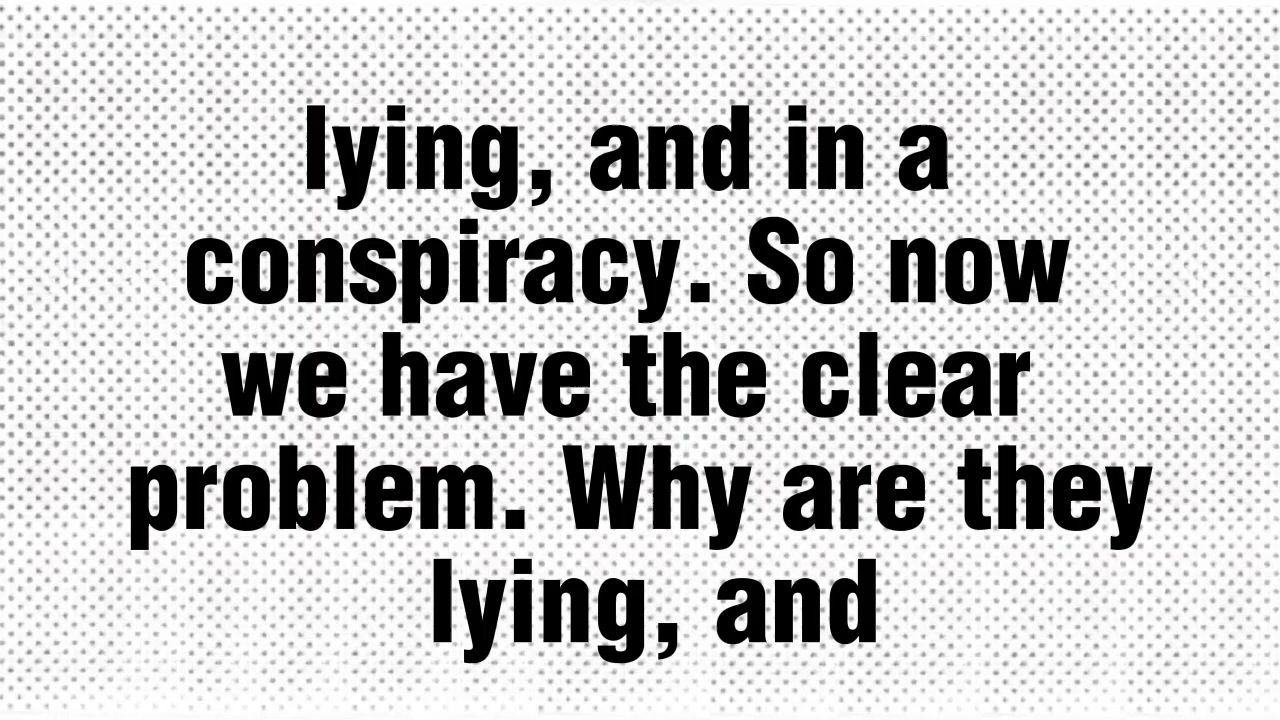 lying, and in a
conspiracy. So now
we have the clear
problem. Why are they
lying, and